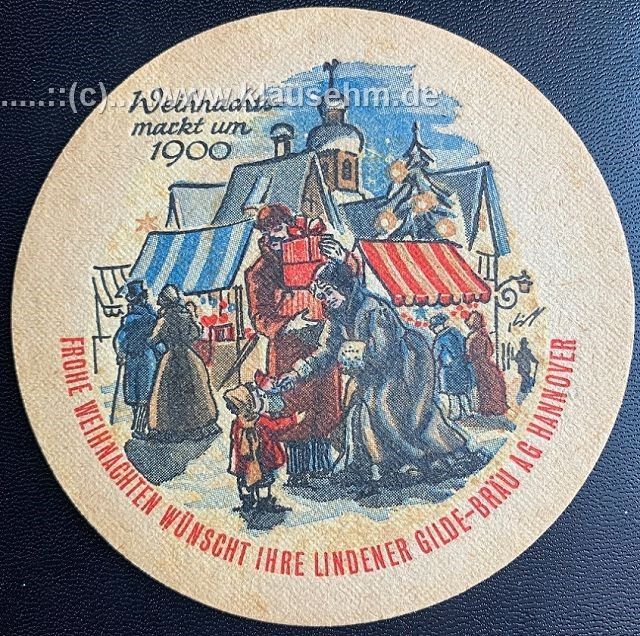 .....::(c)..::www.klausehm.de
Weihnachts
markt um
1900
FROHE WEIHNACHTEN WÜNSCHT IHRE LINDENER GILDE-BRÄU AG HANNOVER